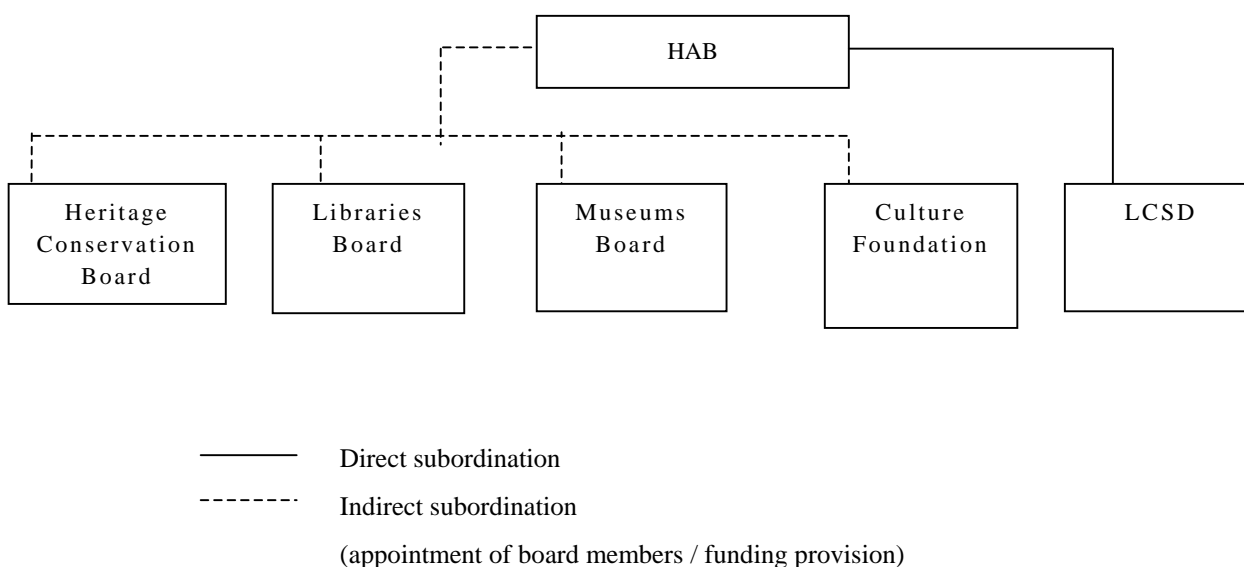 HAB
Heritage
Conservation
Board
Libraries
Board
Museums
Board
Culture
Foundation
LCSD
Direct subordination
Indirect subordination
(appointment of board members / funding provision)